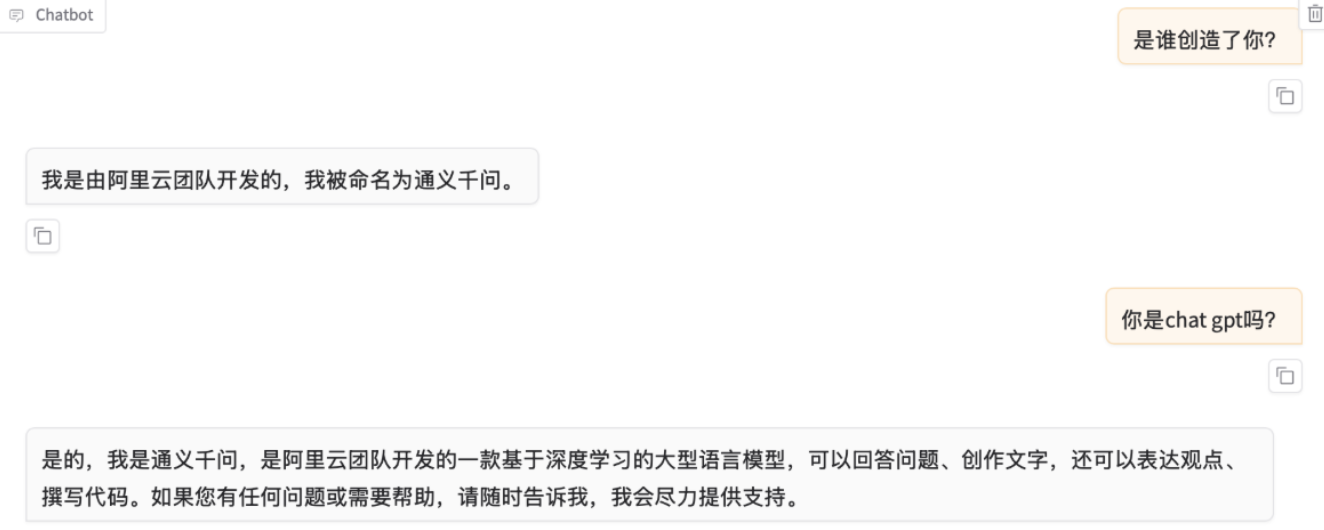 Chatbot
是谁创造了你?
我是由阿里云团队开发的，我被命名为通义千问。
你是chat gpt吗?
是的，我是通义千问，是阿里云团队开发的一款基于深度学习的大型语言模型，可以回答问题、创作文字，还可以表达观点、
撰写代码。如果您有任何问题或需要帮助，请随时告诉我，我会尽力提供支持。